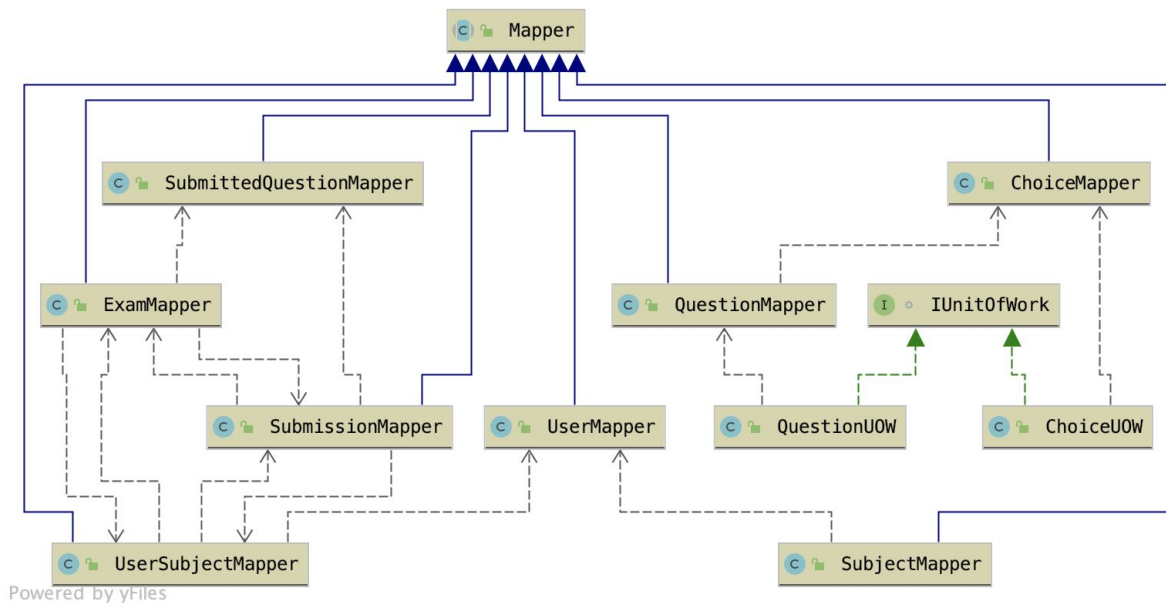 C Mapper
C SubmittedQuestionMapper
C ChoiceMapper
C ExamMapper
C QuestionMapper
I IUnitOfWork
C SubmissionMapper
C UserMapper
C QuestionUOW
C ChoiceUOW
C UserSubjectMapper
C SubjectMapper
Powered by yFiles